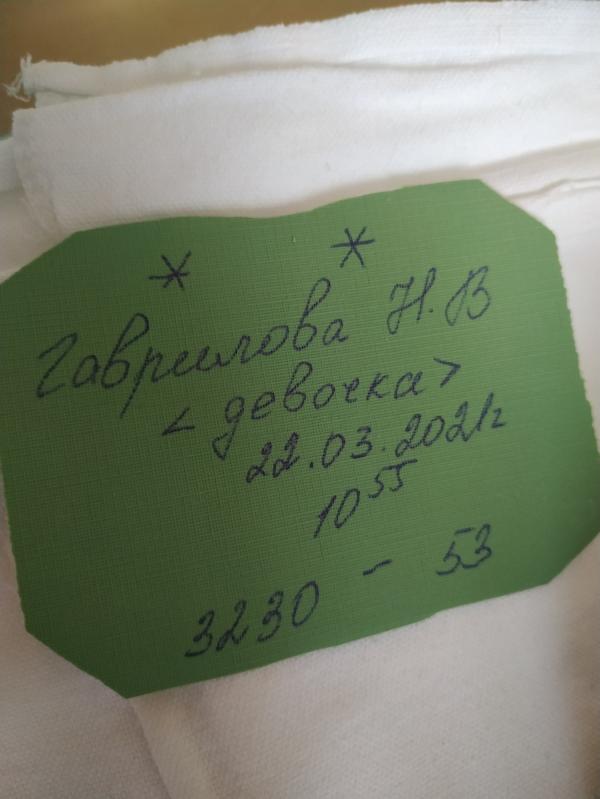 * *
Гаврилова Н.В
< девочка >
22.03.2021г
10 55
3230 - 53